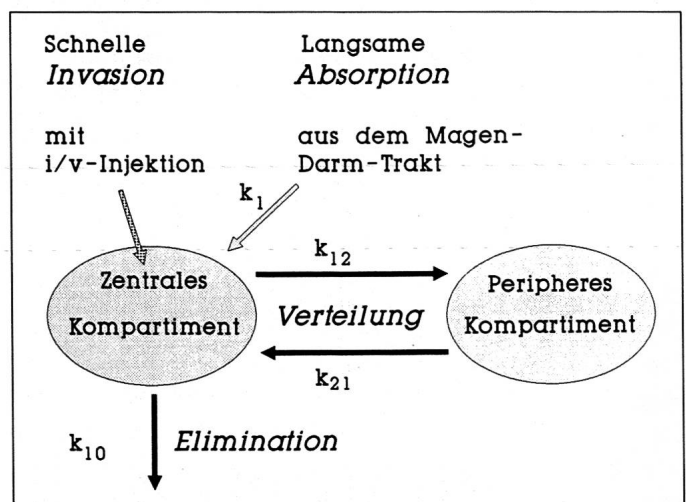 Schnelle
Invasion
mit
i/v-Injektion
Langsame
Absorption
aus dem Magen-
Darm-Trakt
k1
Zentrales
Kompartiment
k12
Verteilung
k21
Peripheres
Kompartiment
k10
Elimination